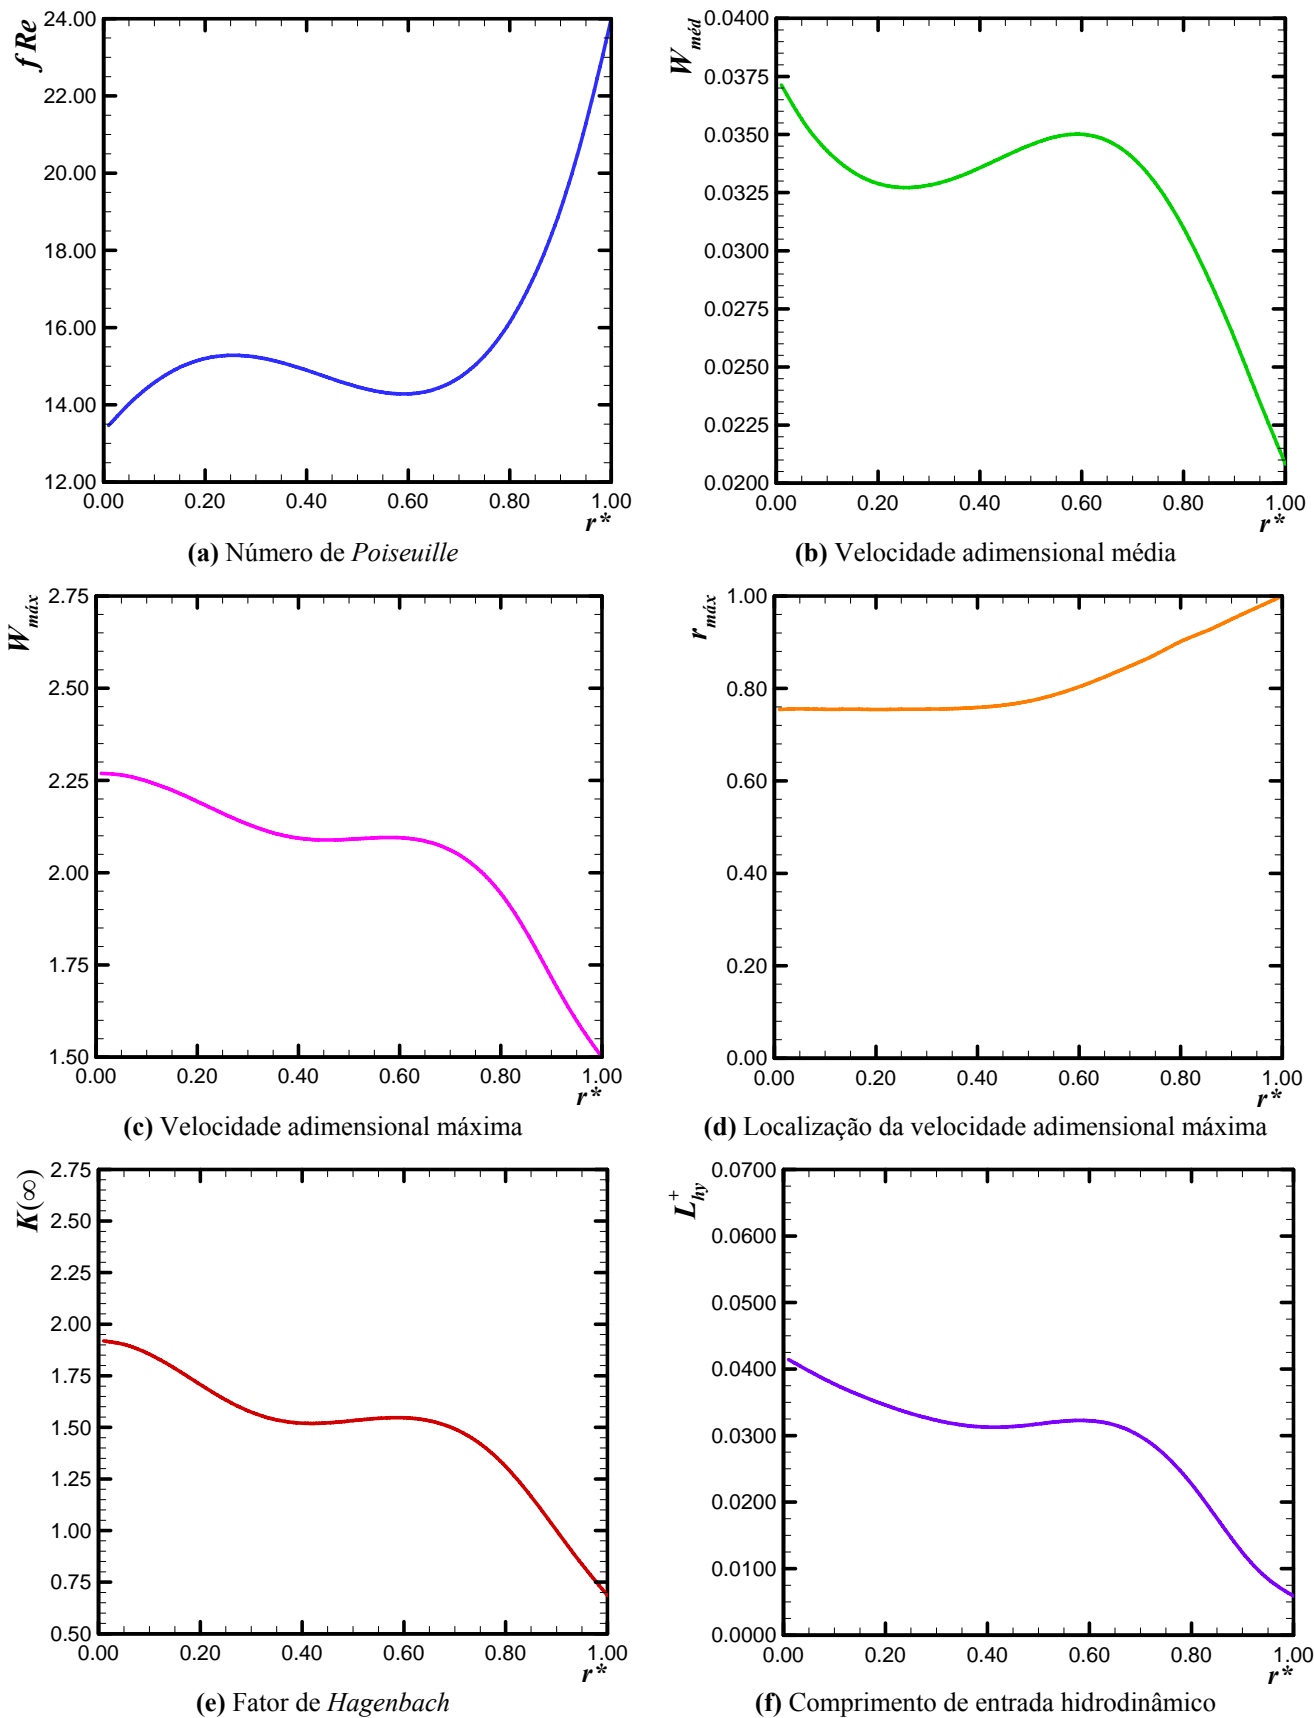 fRe
24.00
22.00
20.00
18.00
16.00
14.00
12.00
0.00 0.20 0.40 0.60 0.80 1.00
r*
(a) Número de Poiseuille
W méd
0.0400
0.0375
0.0350
0.0325
0.0300
0.0275
0.0250
0.0225
0.0200
0.00 0.20 0.40 0.60 0.80 1.00
r*
(b) Velocidade adimensional média
W máx
2.75
2.50
2.25
2.00
1.75
1.50
0.00 0.20 0.40 0.60 0.80 1.00
r*
(c) Velocidade adimensional máxima
r máx
1.00
0.80
0.60
0.40
0.20
0.00
0.00 0.20 0.40 0.60 0.80 1.00
r*
(d) Localização da velocidade adimensional máxima
K(∞)
2.75
2.50
2.25
2.00
1.75
1.50
1.25
1.00
0.75
0.50
0.00 0.20 0.40 0.60 0.80 1.00
r*
(e) Fator de Hagenbach
L+hy
0.0700
0.0600
0.0500
0.0400
0.0300
0.0200
0.0100
0.0000
0.00 0.20 0.40 0.60 0.80 1.00
r*
(f) Comprimento de entrada hidrodinâmico